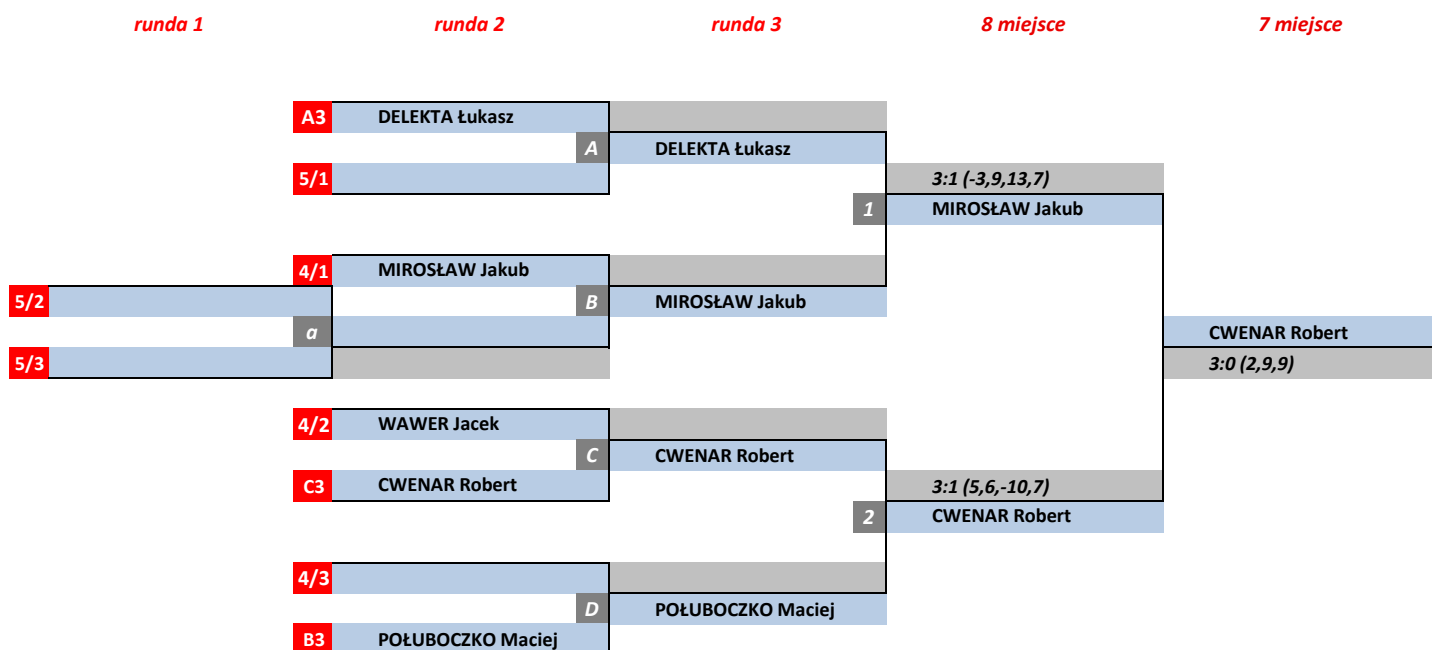 runda 1 runda 2 runda 3 8 miejsce 7 miejsce
A3 DELEKTA Łukasz
A DELEKTA Łukasz
5/1 3:1 (-3,9,13,7)
1 MIROSŁAW Jakub
4/1 MIROSŁAW Jakub
5/2 B MIROSŁAW Jakub
a CWENAR Robert
5/3 3:0 (2,9,9)
4/2 WAWER Jacek
C CWENAR Robert
C3 CWENAR Robert 3:1 (5,6,-10,7)
2 CWENAR Robert
4/3
D POŁUBOCZKO Maciej
B3 POŁUBOCZKO Maciej